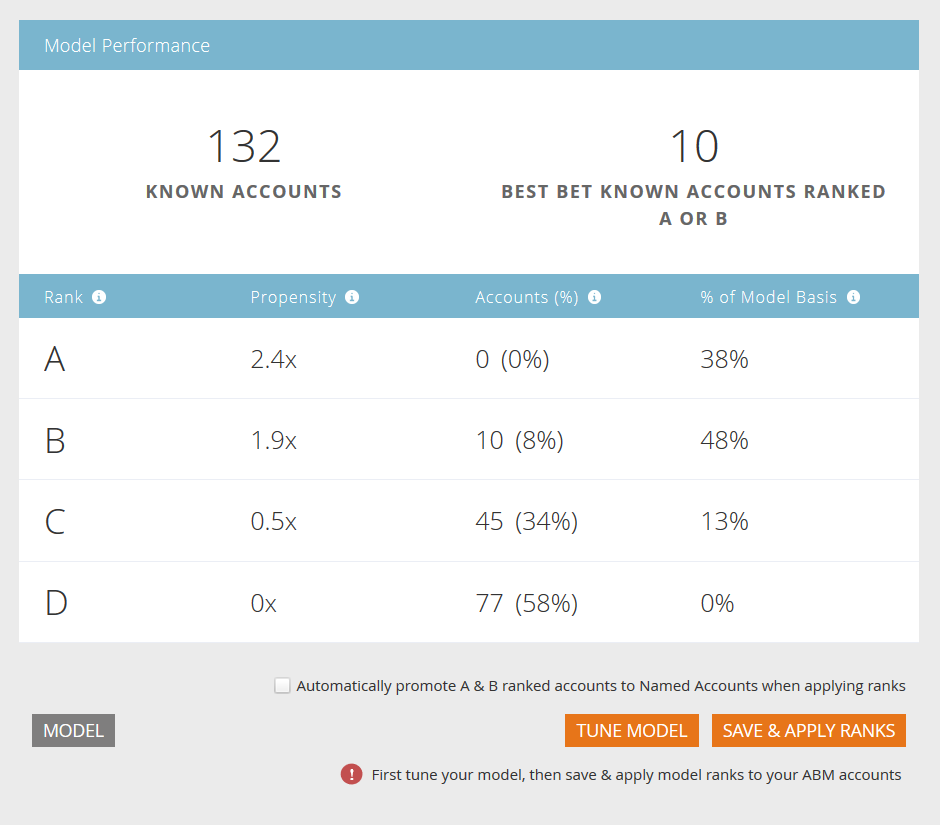 Model Performance
132
10
KNOWN ACCOUNTS
BEST BET KNOWN ACCOUNTS RANKED
A OR B
Rank Propensity Accounts (%) % of Model Basis
A 2.4x 0 (0%) 38%
B 1.9x 10 (8%) 48%
C 0.5x 45 (34%) 13%
D 0x 77 (58%) 0%
Automatically promote A & B ranked accounts to Named Accounts when applying ranks
MODEL TUNE MODEL SAVE & APPLY RANKS
First tune your model, then save & apply model ranks to your ABM accounts